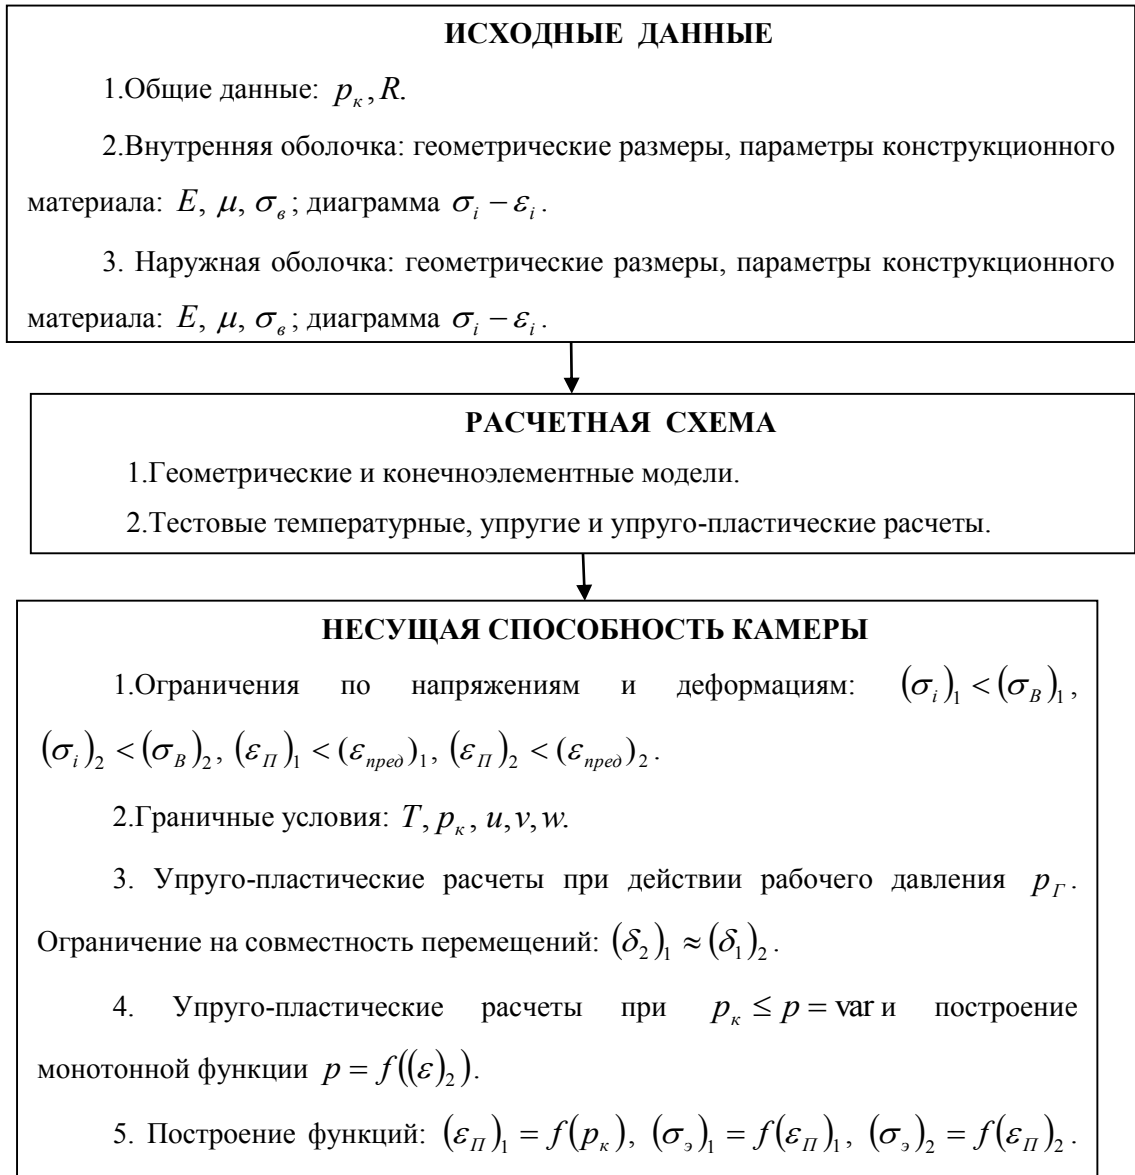 ИСХОДНЫЕ ДАННЫЕ
1.Общие данные: p_к, R.
2.Внутренняя оболочка: геометрические размеры, параметры конструкционного
материала: E, μ, σ_в; диаграмма σ_i − ε_i.
3. Наружная оболочка: геометрические размеры, параметры конструкционного
материала: E, μ, σ_в; диаграмма σ_i − ε_i.
РАСЧЕТНАЯ СХЕМА
1.Геометрические и конечноэлементные модели.
2.Тестовые температурные, упругие и упруго-пластические расчеты.
НЕСУЩАЯ СПОСОБНОСТЬ КАМЕРЫ
1.Ограничения по напряжениям и деформациям: (σ_i)_1 < (σ_В)_1,
(σ_i)_2 < (σ_В)_2, (ε_П)_1 < (ε_пред)_1, (ε_П)_2 < (ε_пред)_2.
2.Граничные условия: T, p_к, u, v, w.
3. Упруго-пластические расчеты при действии рабочего давления p_Г.
Ограничение на совместность перемещений: (δ_2)_1 ≈ (δ_1)_2.
4. Упруго-пластические расчеты при p_к ≤ p = var и построение
монотонной функции p = f((ε)_2).
5. Построение функций: (ε_П)_1 = f(p_к), (σ_э)_1 = f(ε_П)_1, (σ_э)_2 = f(ε_П)_2.